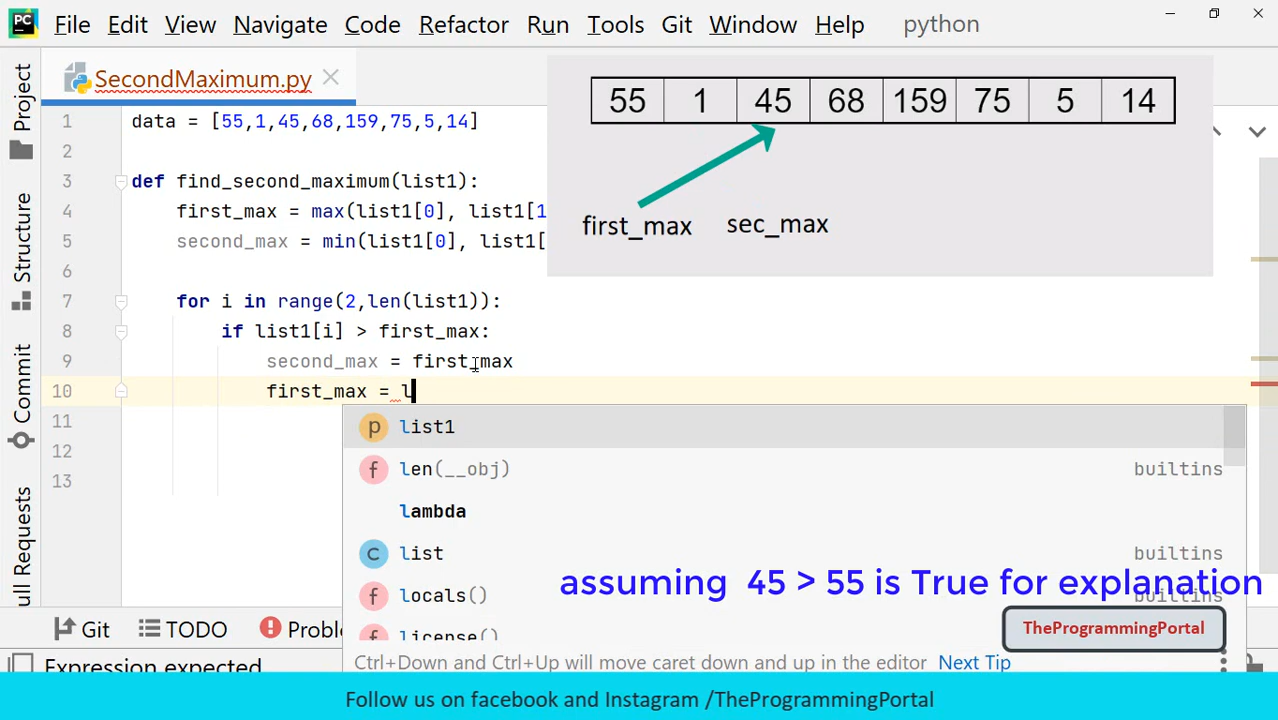 PC File Edit View Navigate Code Refactor Run Tools Git Window Help python
SecondMaximum.py
55 1 45 68 159 75 5 14
first_max sec_max
1 data = [55,1,45,68,159,75,5,14]
2
3 def find_second_maximum(list1):
4 first_max = max(list1[0], list1[1
5 second_max = min(list1[0], list1[
6
7 for i in range(2,len(list1)):
8 if list1[i] > first_max:
9 second_max = first_max
10 first_max = l
11
12
13
Project
Structure
Commit
ull Requests
p list1
f len(__obj) builtins
lambda
c list builtins
f locals() builtins
f license()
Ctrl+Down and Ctrl+Up will move caret down and up in the editor Next Tip
assuming 45 > 55 is True for explanation
TheProgrammingPortal
Git TODO Proble
Expression expected
Follow us on facebook and Instagram /TheProgrammingPortal